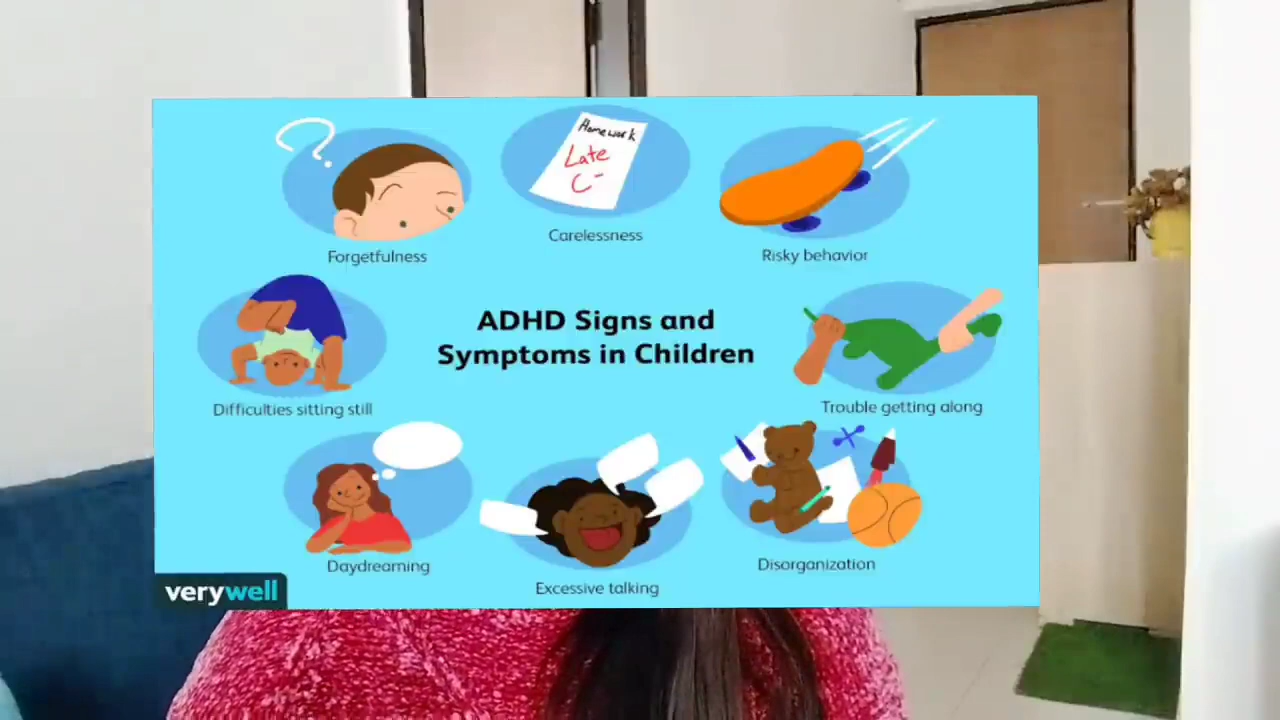 Homework
Late
C-
Forgetfulness
Carelessness
Risky behavior
ADHD Signs and
Symptoms in Children
Difficulties sitting still
Trouble getting along
Daydreaming
Excessive talking
Disorganization
verywell